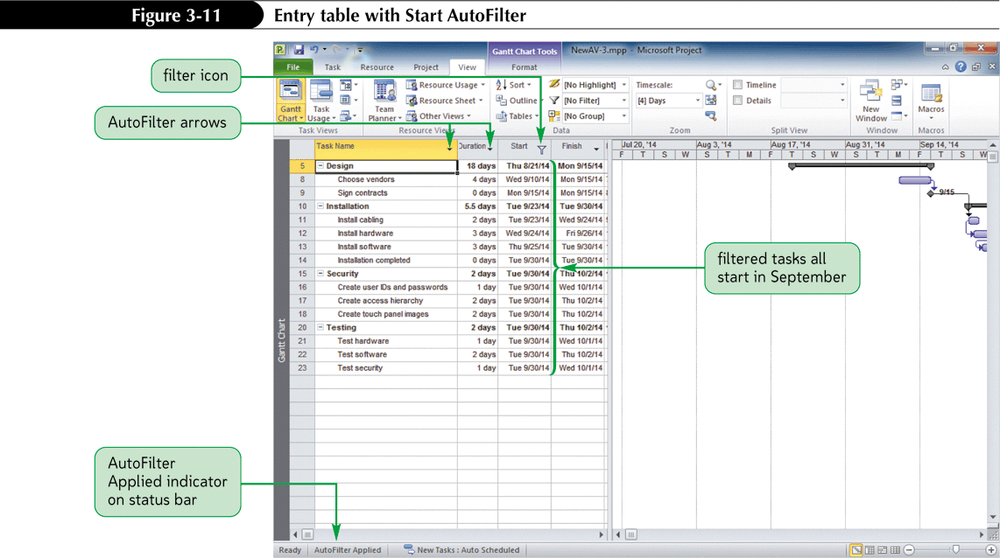 Figure 3-11 Entry table with Start AutoFilter
filter icon
AutoFilter arrows
filtered tasks all
start in September
AutoFilter
Applied indicator
on status bar
Gantt Chart Tools NewAV-3.mpp - Microsoft Project
File Task Resource Project View Format
Gantt Chart
Task Usage
Team Planner
Resource Usage
Resource Sheet
Other Views
Sort
Outline
Tables
[No Highlight]
[No Filter]
[No Group]
Timescale:
[4] Days
Timeline
Details
New Window
Macros
Task Views Resource Views Data Zoom Split View Window Macros
Task Name Duration Start Finish
Jul 20, '14 Aug 3, '14 Aug 17, '14 Aug 31, '14 Sep 14, '14
F T S W S T M F T S W S T M F T S W
5 Design 18 days Thu 8/21/14 Mon 9/15/14
8 Choose vendors 4 days Wed 9/10/14 Mon 9/15/14
9 Sign contracts 0 days Mon 9/15/14 Mon 9/15/14
10 Installation 5.5 days Tue 9/23/14 Tue 9/30/14
11 Install cabling 2 days Tue 9/23/14 Wed 9/24/14
12 Install hardware 3 days Wed 9/24/14 Fri 9/26/14
13 Install software 3 days Thu 9/25/14 Tue 9/30/14
14 Installation completed 0 days Tue 9/30/14 Tue 9/30/14
15 Security 2 days Tue 9/30/14 Thu 10/2/14
16 Create user IDs and passwords 1 day Tue 9/30/14 Wed 10/1/14
17 Create access hierarchy 2 days Tue 9/30/14 Thu 10/2/14
18 Create touch panel images 2 days Tue 9/30/14 Thu 10/2/14
20 Testing 2 days Tue 9/30/14 Thu 10/2/14
21 Test hardware 1 day Tue 9/30/14 Wed 10/1/14
22 Test software 2 days Tue 9/30/14 Thu 10/2/14
23 Test security 1 day Tue 9/30/14 Wed 10/1/14
9/15
Gantt Chart
Ready AutoFilter Applied New Tasks : Auto Scheduled